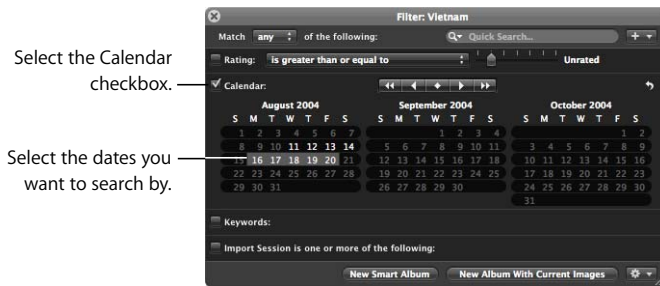 Filter: Vietnam
Match any of the following: Quick Search...
Rating: is greater than or equal to Unrated
Select the Calendar
checkbox.
Calendar:
August 2004 September 2004 October 2004
S M T W T F S S M T W T F S S M T W T F S
1 2 3 4 5 6 7 1 2 3 4 1 2
8 9 10 11 12 13 14 5 6 7 8 9 10 11 3 4 5 6 7 8 9
Select the dates you
want to search by.
15 16 17 18 19 20 21 12 13 14 15 16 17 18 10 11 12 13 14 15 16
22 23 24 25 26 27 28 19 20 21 22 23 24 25 17 18 19 20 21 22 23
29 30 31 26 27 28 29 30 24 25 26 27 28 29 30
31
Keywords:
Import Session is one or more of the following:
New Smart Album New Album With Current Images